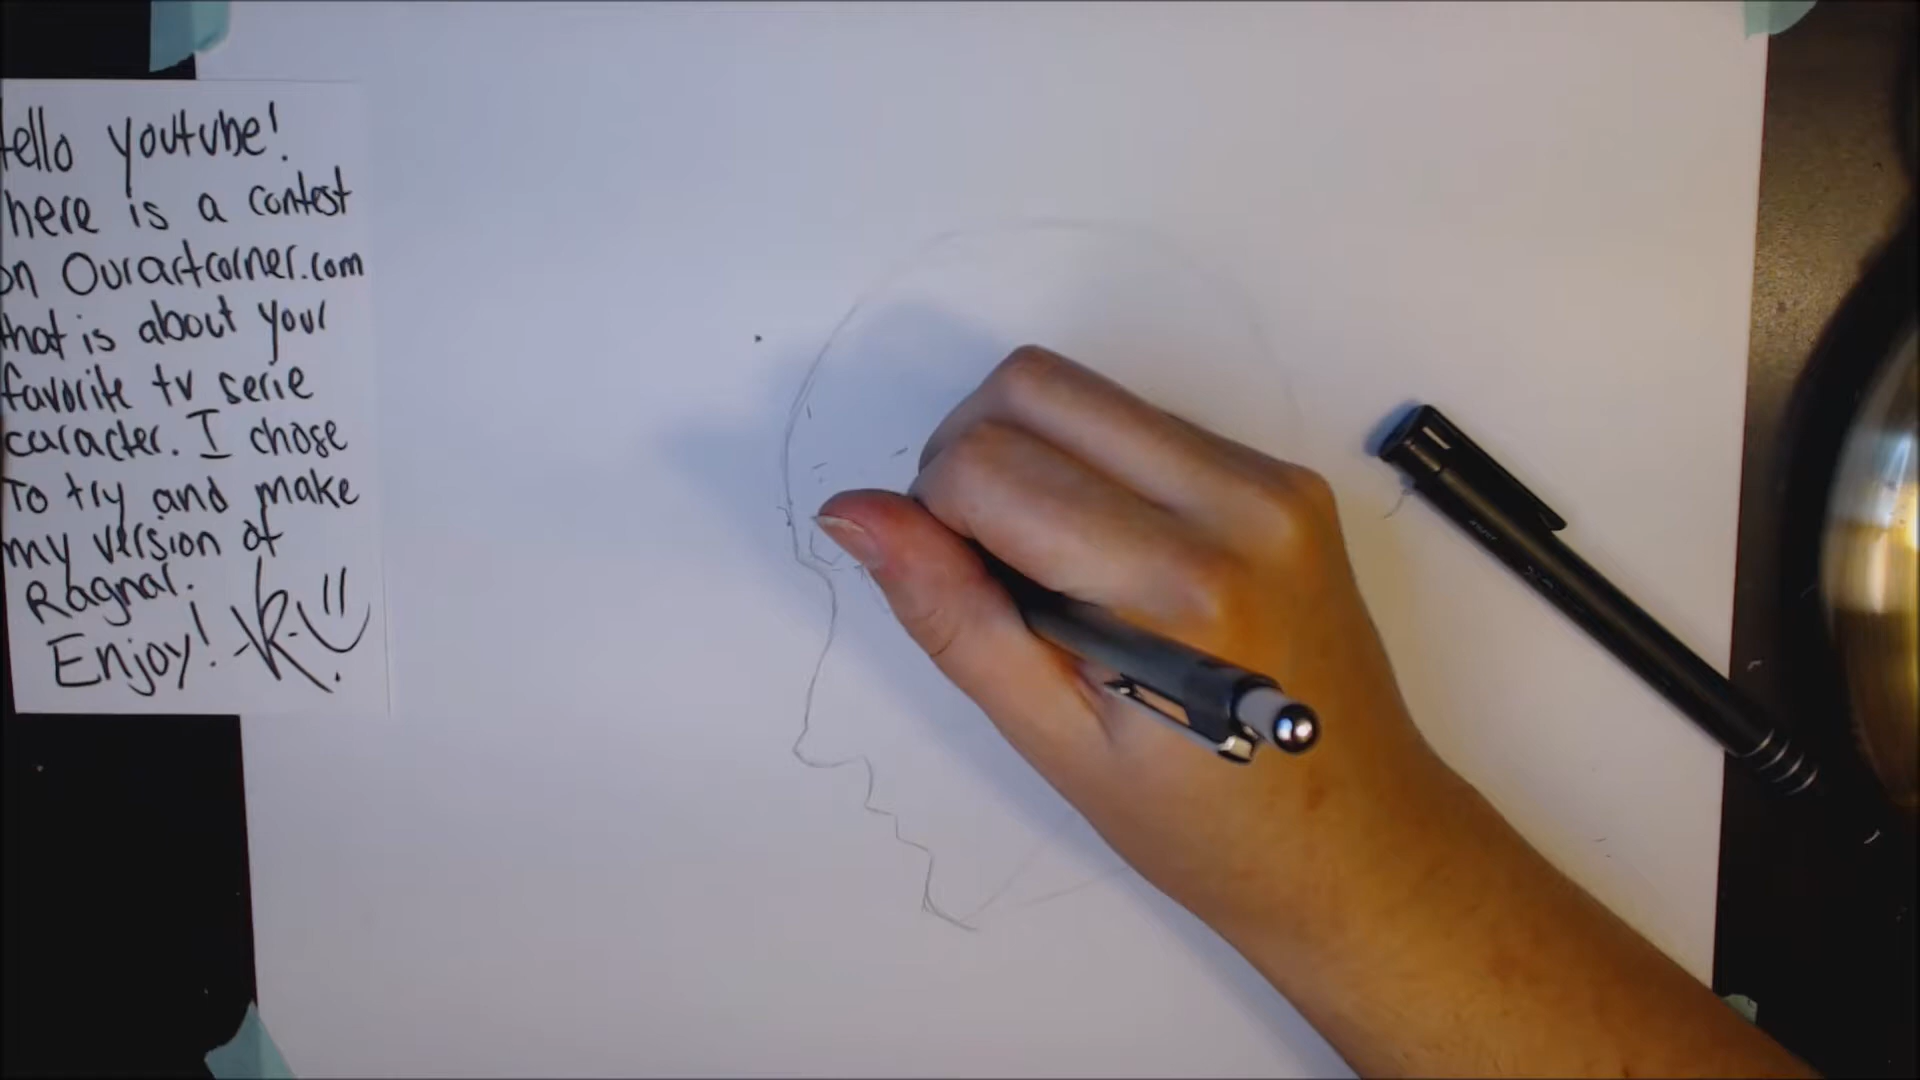 Hello youtube!
here is a contest
on Ourartcorner.com
that is about your
favorite tv serie
caracter. I chose
To try and make
my version of
Ragnar.
Enjoy! -K-